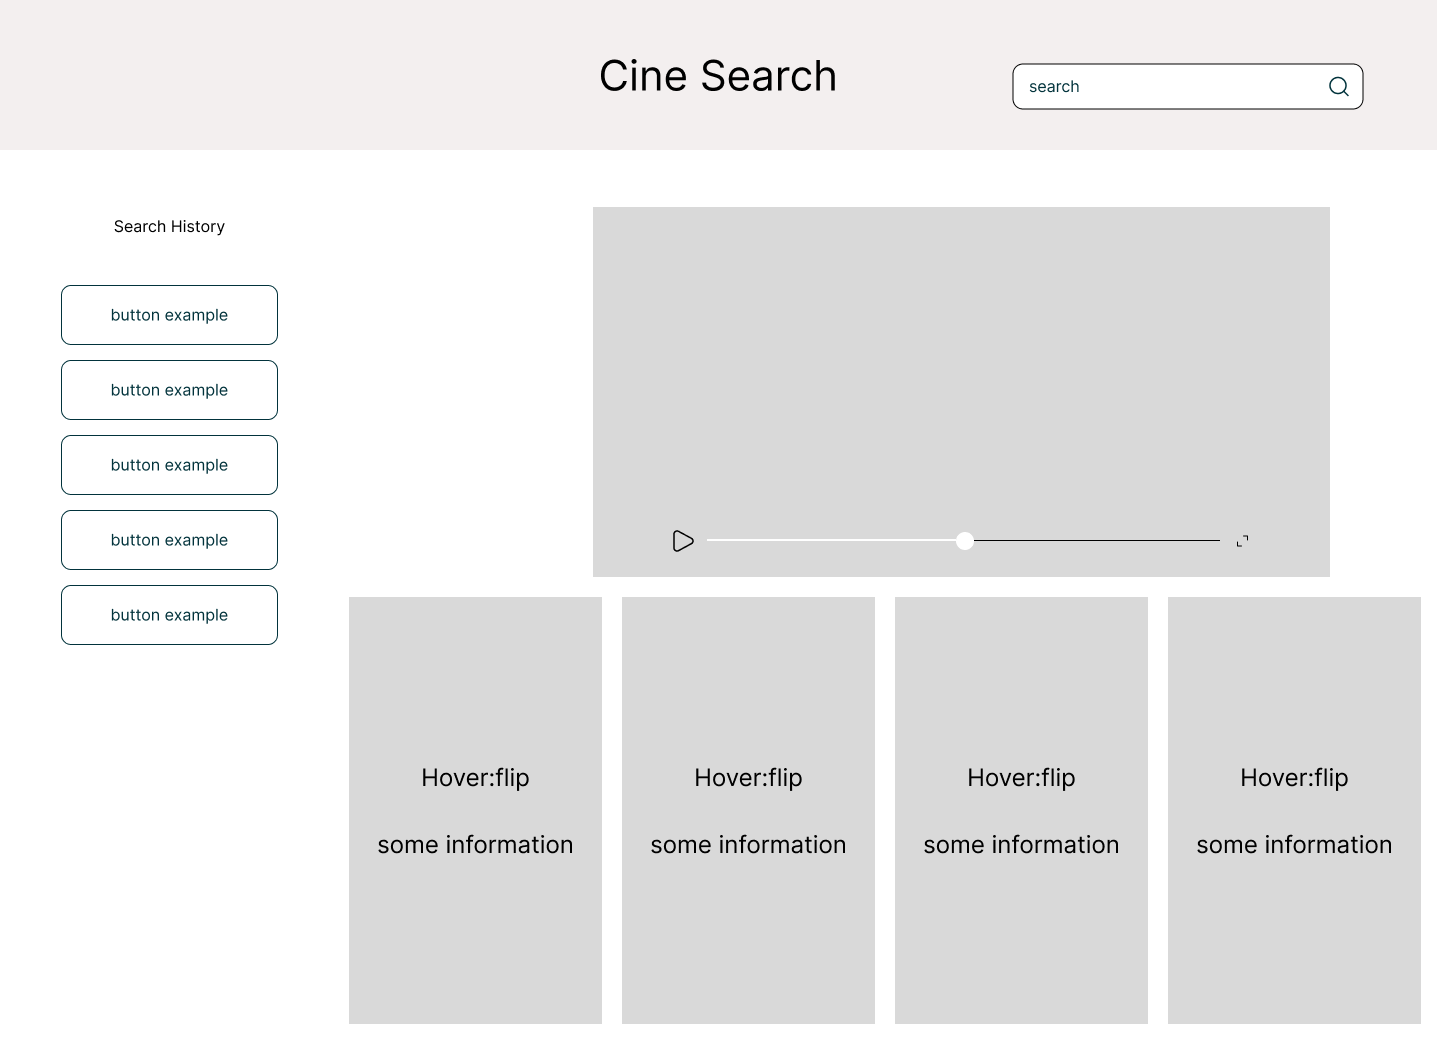 Cine Search
search
Search History
button example
button example
button example
button example
button example
Hover:flip
some information
Hover:flip
some information
Hover:flip
some information
Hover:flip
some information